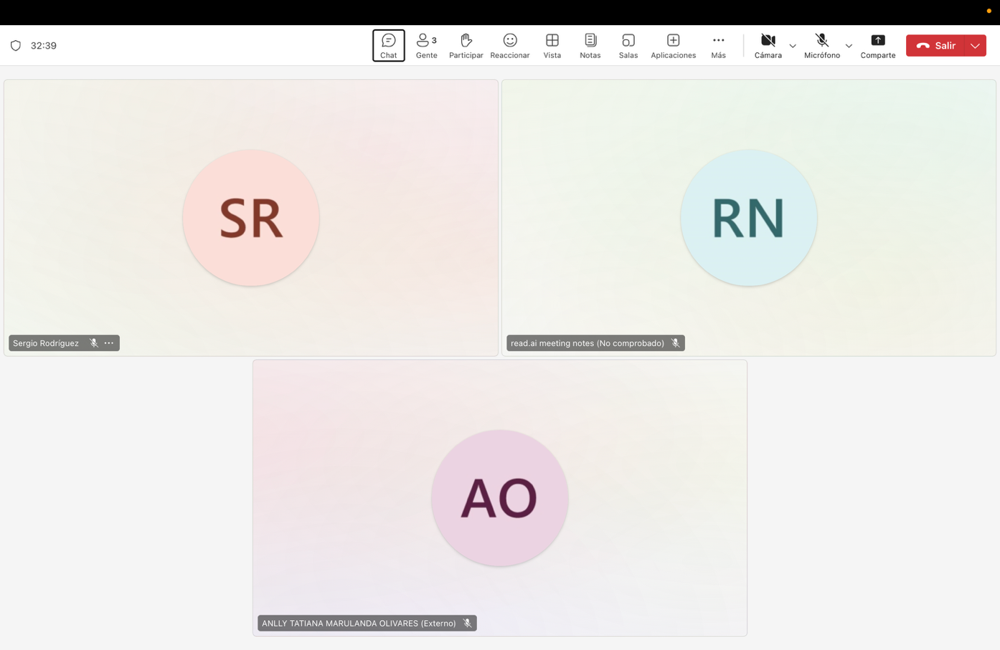 32:39
Chat
3
Gente
Participar
Reaccionar
Vista
Notas
Salas
Aplicaciones
Más
Cámara
Micrófono
Comparte
Salir
SR
Sergio Rodríguez
RN
read.ai meeting notes (No comprobado)
AO
ANLLY TATIANA MARULANDA OLIVARES (Externo)